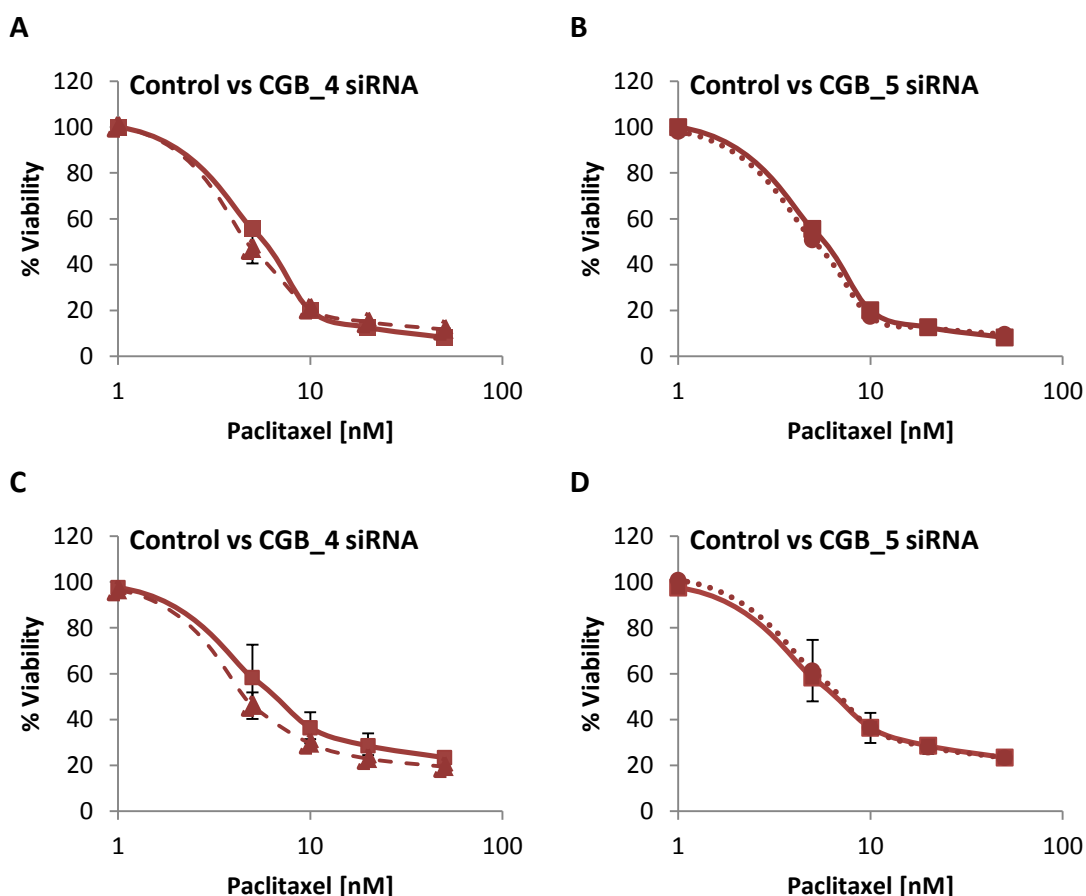 A
Control vs CGB_4 siRNA
120
100
80
60
40
20
0
% Viability
1
10
100
Paclitaxel [nM]
B
Control vs CGB_5 siRNA
120
100
80
60
40
20
0
% Viability
1
10
100
Paclitaxel [nM]
C
Control vs CGB_4 siRNA
120
100
80
60
40
20
0
% Viability
1
10
100
Paclitaxel [nM]
D
Control vs CGB_5 siRNA
120
100
80
60
40
20
0
% Viability
1
10
100
Paclitaxel [nM]